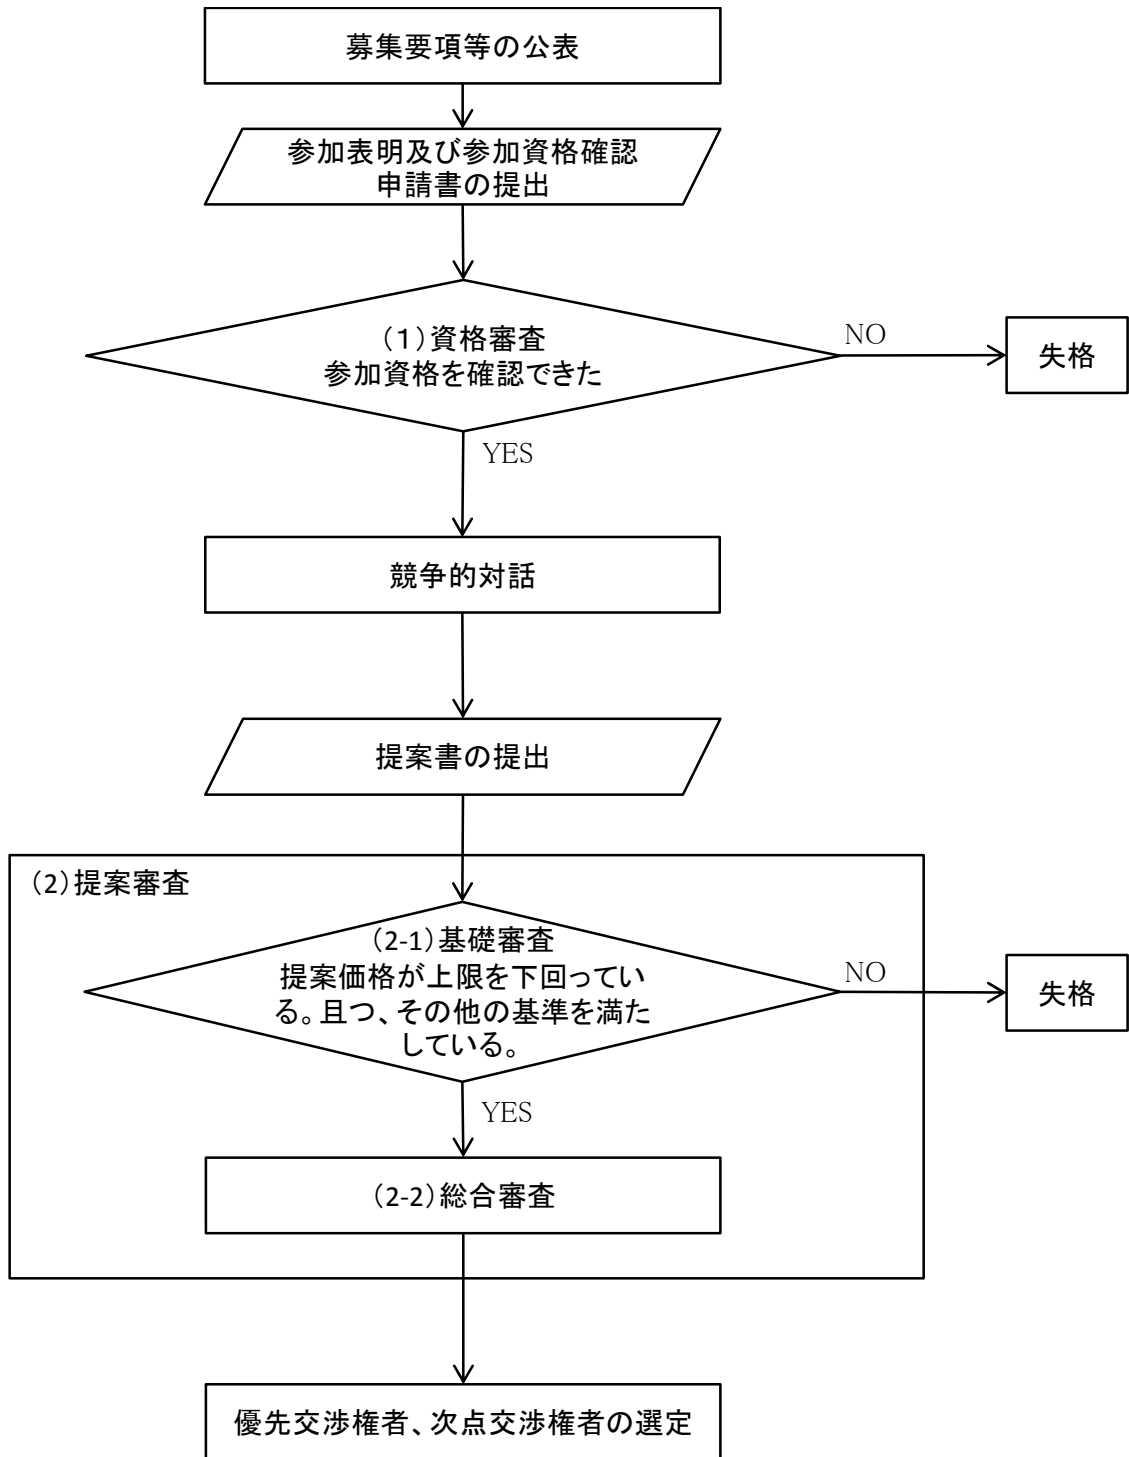 募集要項等の公表
参加表明及び参加資格確認
申請書の提出
（１）資格審査
参加資格を確認できた
NO
失格
YES
競争的対話
提案書の提出
（2）提案審査
（2-1）基礎審査
提案価格が上限を下回ってい
る。且つ、その他の基準を満た
している。
NO
失格
YES
（2-2）総合審査
優先交渉権者、次点交渉権者の選定